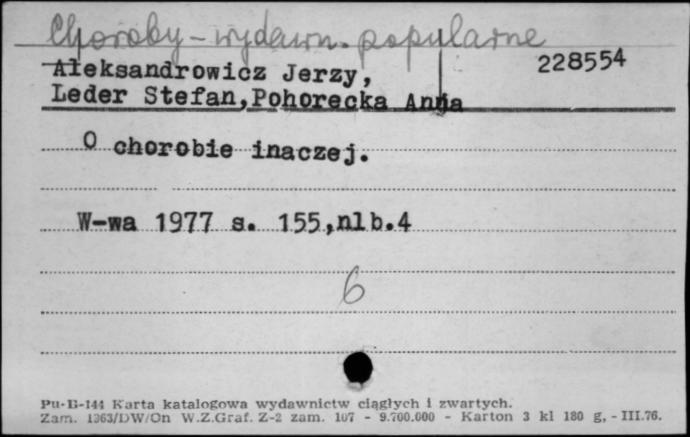 Choroby - wydawn. popularne
Aleksandrowicz Jerzy, 228554
Leder Stefan, Pohorecka Anna
O chorobie inaczej.
W-wa 1977 s. 155,nlb.4
6
Pu-B-144 Karta katalogowa wydawnictw ciągłych i zwartych.
Zam. 1363/DW/On W.Z.Graf. Z-2 zam. 107 - 9.700.000 - Karton 3 kl 180 g, - III.76.